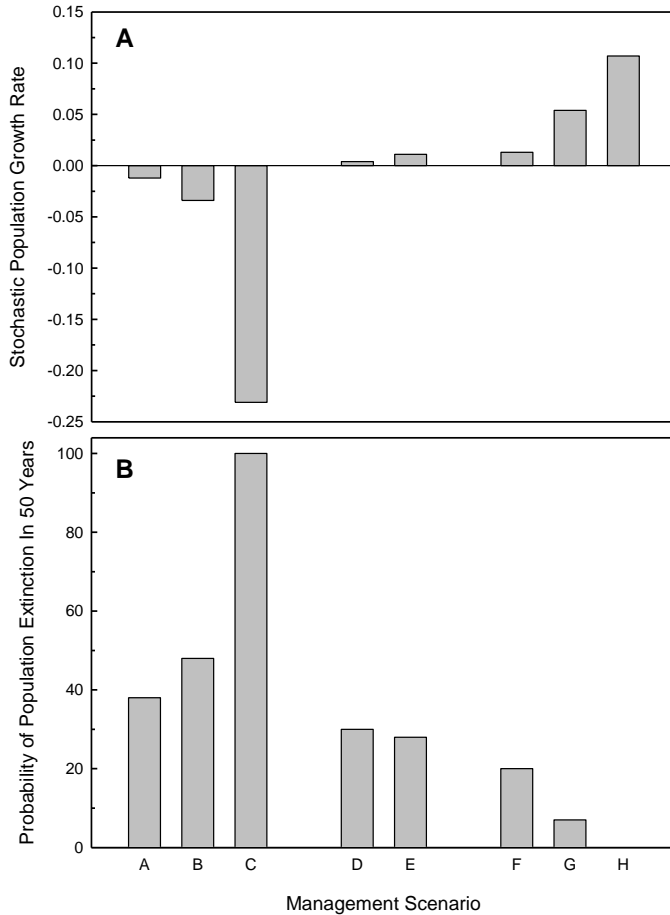 A
Stochastic Population Growth Rate
0.15
0.10
0.05
0.00
-0.05
-0.10
-0.15
-0.20
-0.25
B
Probability of Population Extinction In 50 Years
100
80
60
40
20
0
A B C D E F G H
Management Scenario